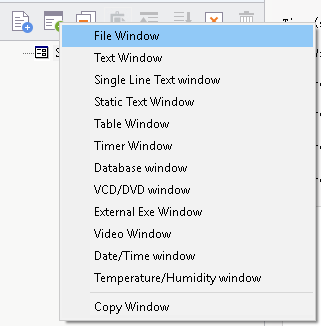 File Window
Text Window
Single Line Text window
Static Text Window
Table Window
Timer Window
Database window
VCD/DVD window
External Exe Window
Video Window
Date/Time window
Temperature/Humidity window
Copy Window